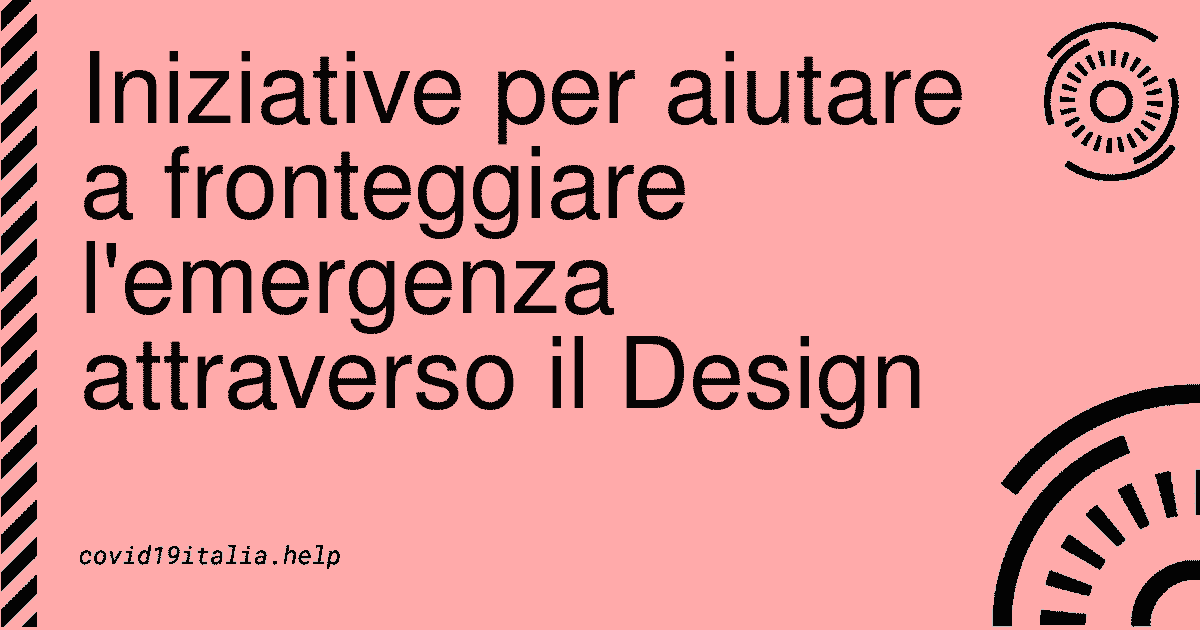 Iniziative per aiutare
a fronteggiare
l'emergenza
attraverso il Design
covid19italia.help